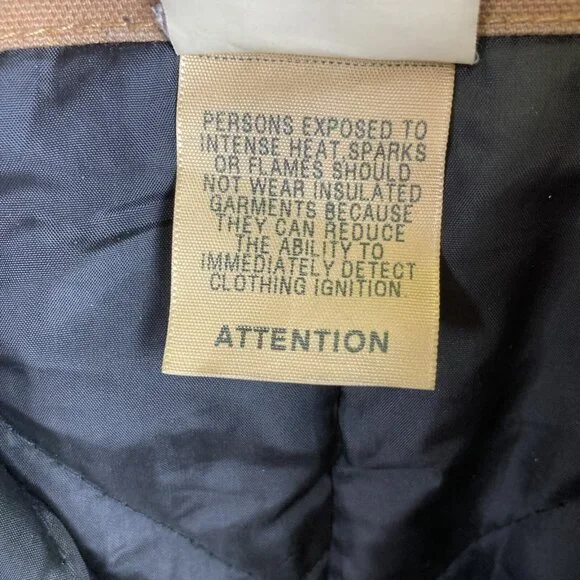 PERSONS EXPOSED TO
INTENSE HEAT SPARKS
OR FLAMES SHOULD
NOT WEAR INSULATED
GARMENTS BECAUSE
THEY CAN REDUCE
THE ABILITY TO
IMMEDIATELY DETECT
CLOTHING IGNITION.
ATTENTION